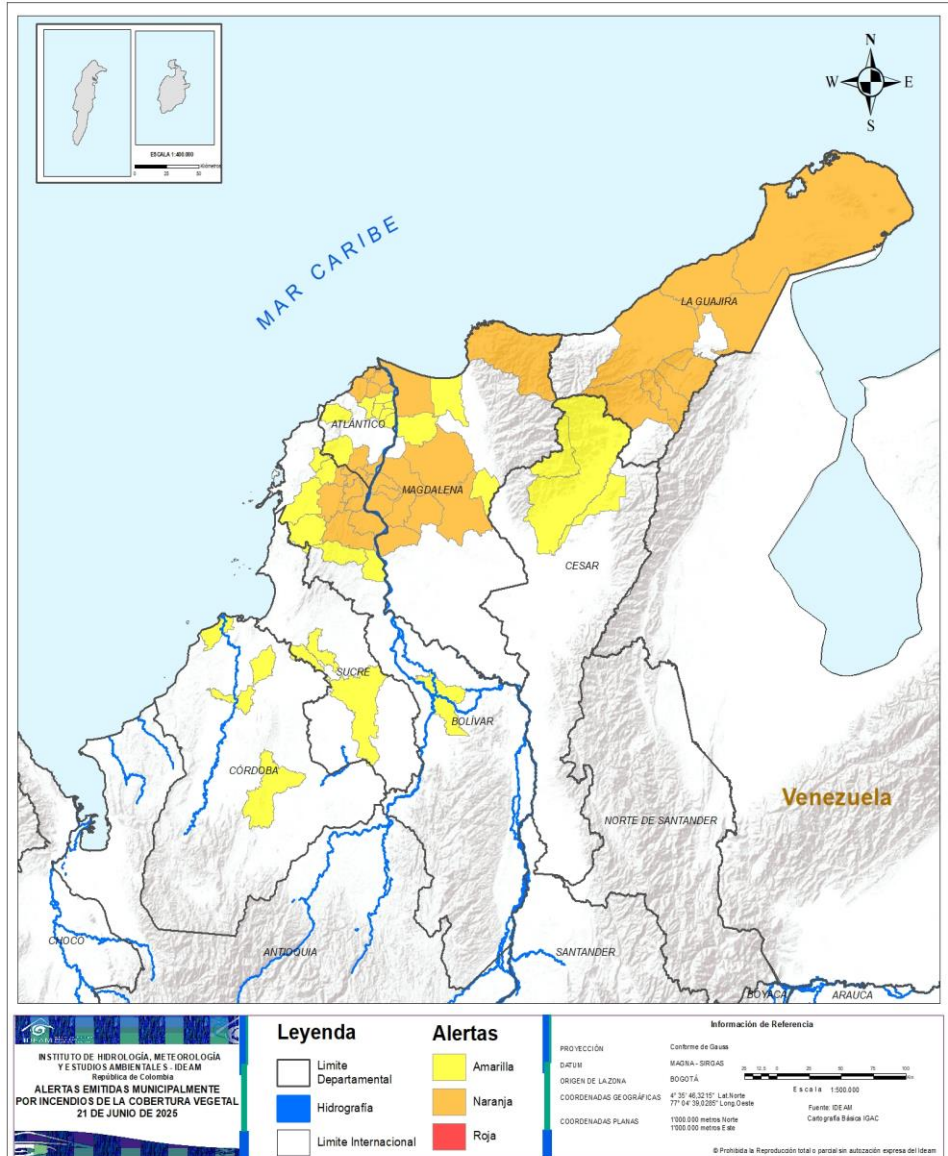 ESCALA 1:400.000
N
W
E
S
MAR CARIBE
LA GUAJIRA
ATLÁNTICO
MAGDALENA
CESAR
SUCRE
BOLÍVAR
CÓRDOBA
Venezuela
NORTE DE SANTANDER
CHOCÓ
ANTIOQUIA
SANTANDER
BOYACÁ
ARAUCA
IDEAM
INSTITUTO DE HIDROLOGÍA, METEOROLOGÍA
Y ESTUDIOS AMBIENTALES - IDEAM
República de Colombia
ALERTAS EMITIDAS MUNICIPALMENTE
POR INCENDIOS DE LA COBERTURA VEGETAL
21 DE JUNIO DE 2025
Leyenda
Limite
Departamental
Hidrografía
Limite Internacional
Alertas
Amarilla
Naranja
Roja
Información de Referencia
PROYECCIÓN Conforme de Gauss
DATUM MAGNA - SIRGAS
ORIGEN DE LA ZONA BOGOTÁ
COORDENADAS GEOGRÁFICAS 4° 35' 46,3215" Lat.Norte
77° 04' 39,0285" Long.Oeste
COORDENADAS PLANAS 1'000.000 metros Norte
1'000.000 metros Este
Escala 1:500.000
Fuente: IDEAM
Cartografía Básica IGAC
© Prohibida la Reproducción total o parcial sin autorización expresa del Ideam